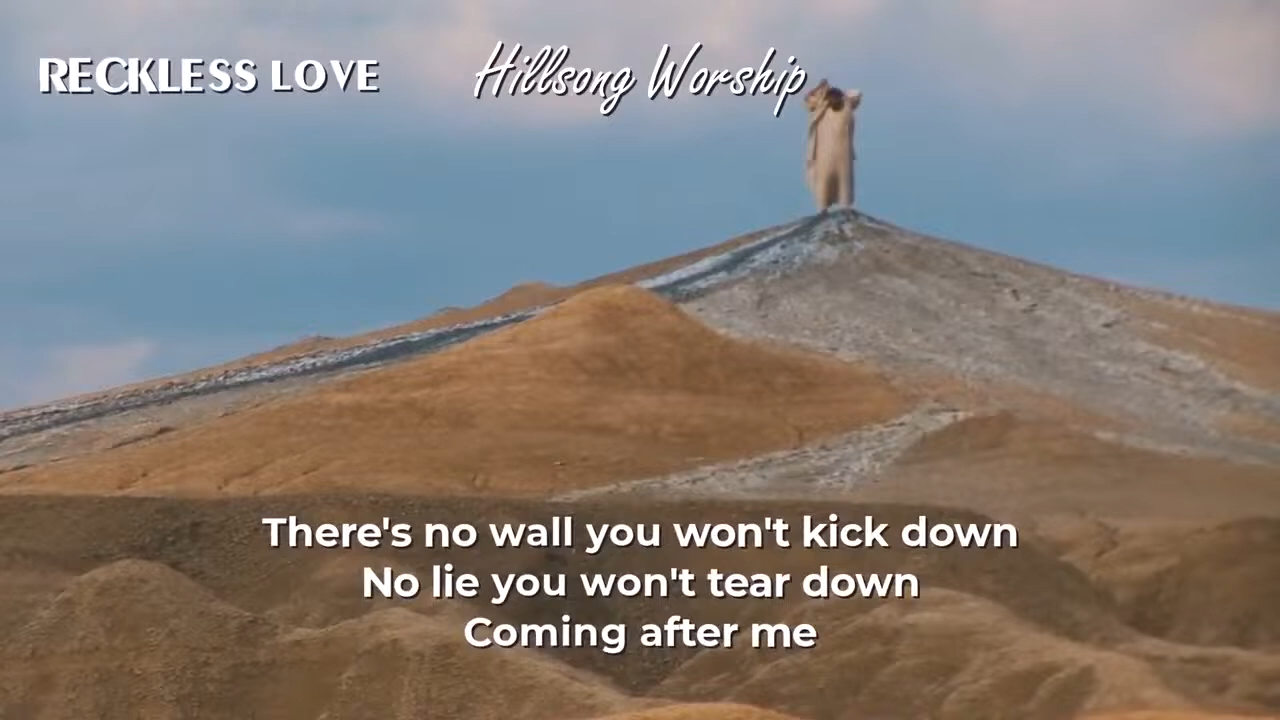 RECKLESS LOVE
Hillsong Worship
There's no wall you won't kick down
No lie you won't tear down
Coming after me